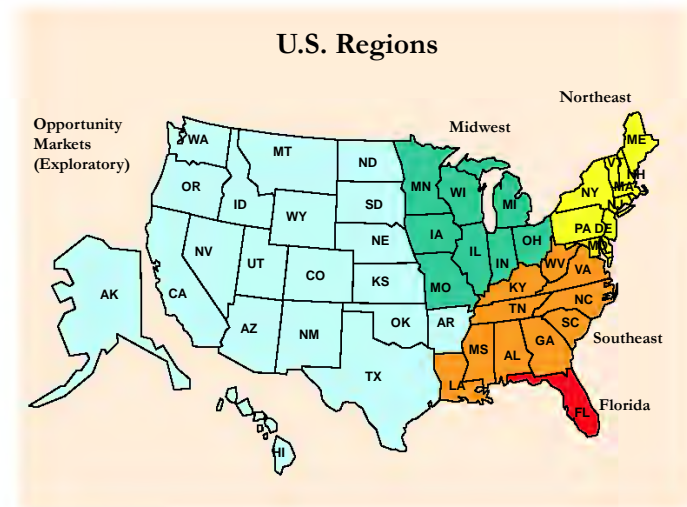 U.S. Regions
Northeast
Opportunity
Markets
(Exploratory)
Midwest
WA
MT
ND
MN
WI
MI
ME
VT
NH
MA
NY
NJ
OR
ID
WY
SD
IA
NE
IL
IN
OH
PA DE
MD
NV
UT
CO
KS
MO
KY
WV
VA
CA
AK
AZ
NM
OK
AR
TN
NC
SC
Southeast
MS
AL
GA
TX
LA
FL
Florida
HI